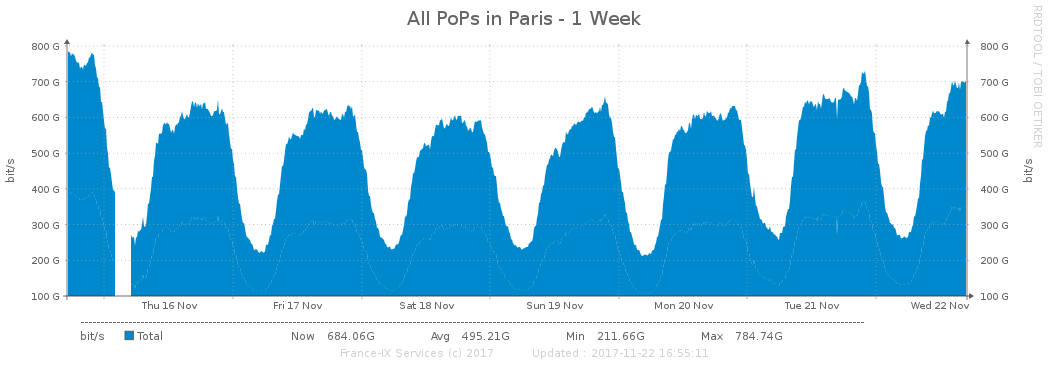 All PoPs in Paris - 1 Week
RRDTOOL / TOBI OETIKER
bit/s
800 G
700 G
600 G
500 G
400 G
300 G
200 G
100 G
800 G
700 G
600 G
500 G
400 G
300 G
200 G
100 G
bit/s
Thu 16 Nov Fri 17 Nov Sat 18 Nov Sun 19 Nov Mon 20 Nov Tue 21 Nov Wed 22 Nov
bit/s Total Now 684.06G Avg 495.21G Min 211.66G Max 784.74G
France-IX Services (c) 2017 Updated : 2017-11-22 16:55:11